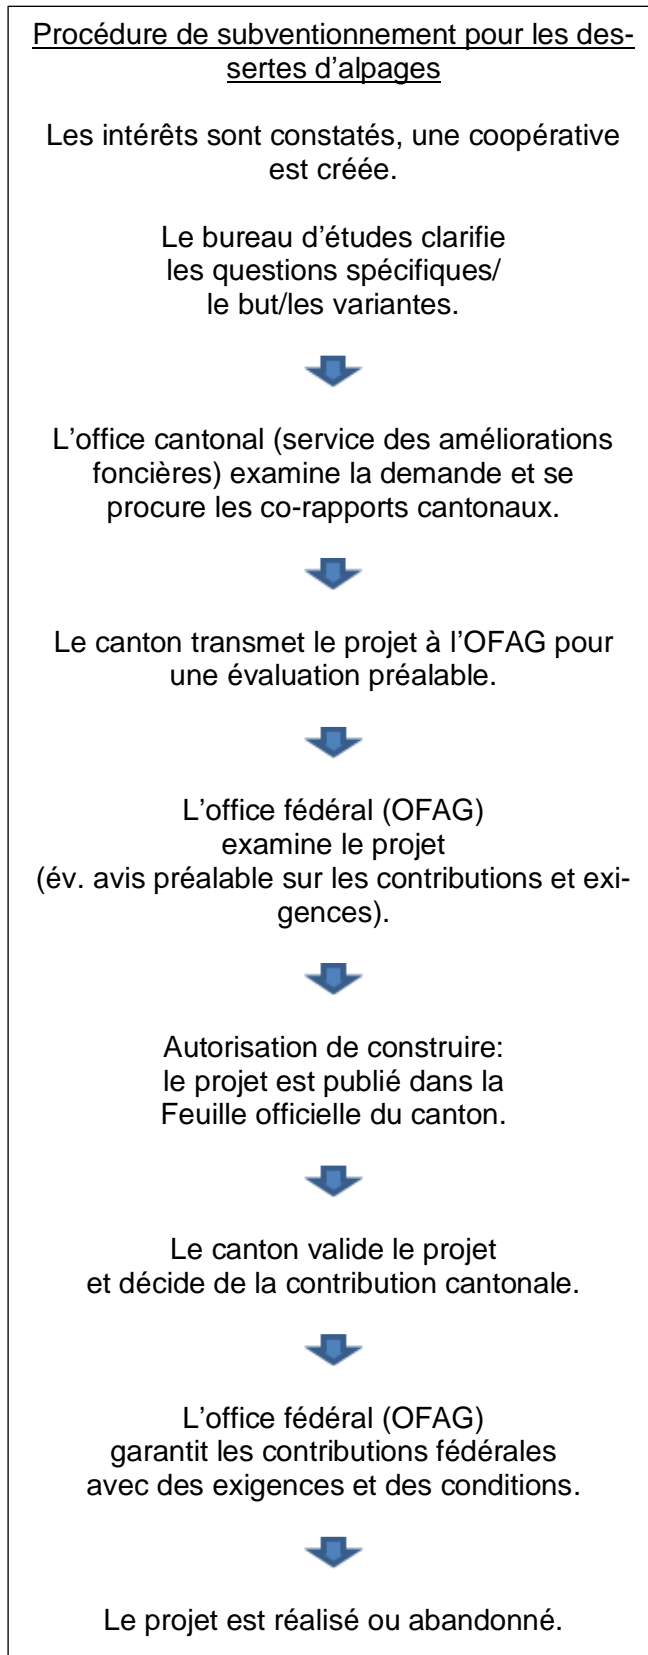 Procédure de subventionnement pour les des-
sertes d’alpages
Les intérêts sont constatés, une coopérative
est créée.
Le bureau d’études clarifie
les questions spécifiques/
le but/les variantes.
L’office cantonal (service des améliorations
foncières) examine la demande et se
procure les co-rapports cantonaux.
Le canton transmet le projet à l’OFAG pour
une évaluation préalable.
L’office fédéral (OFAG)
examine le projet
(év. avis préalable sur les contributions et exi-
gences).
Autorisation de construire:
le projet est publié dans la
Feuille officielle du canton.
Le canton valide le projet
et décide de la contribution cantonale.
L’office fédéral (OFAG)
garantit les contributions fédérales
avec des exigences et des conditions.
Le projet est réalisé ou abandonné.